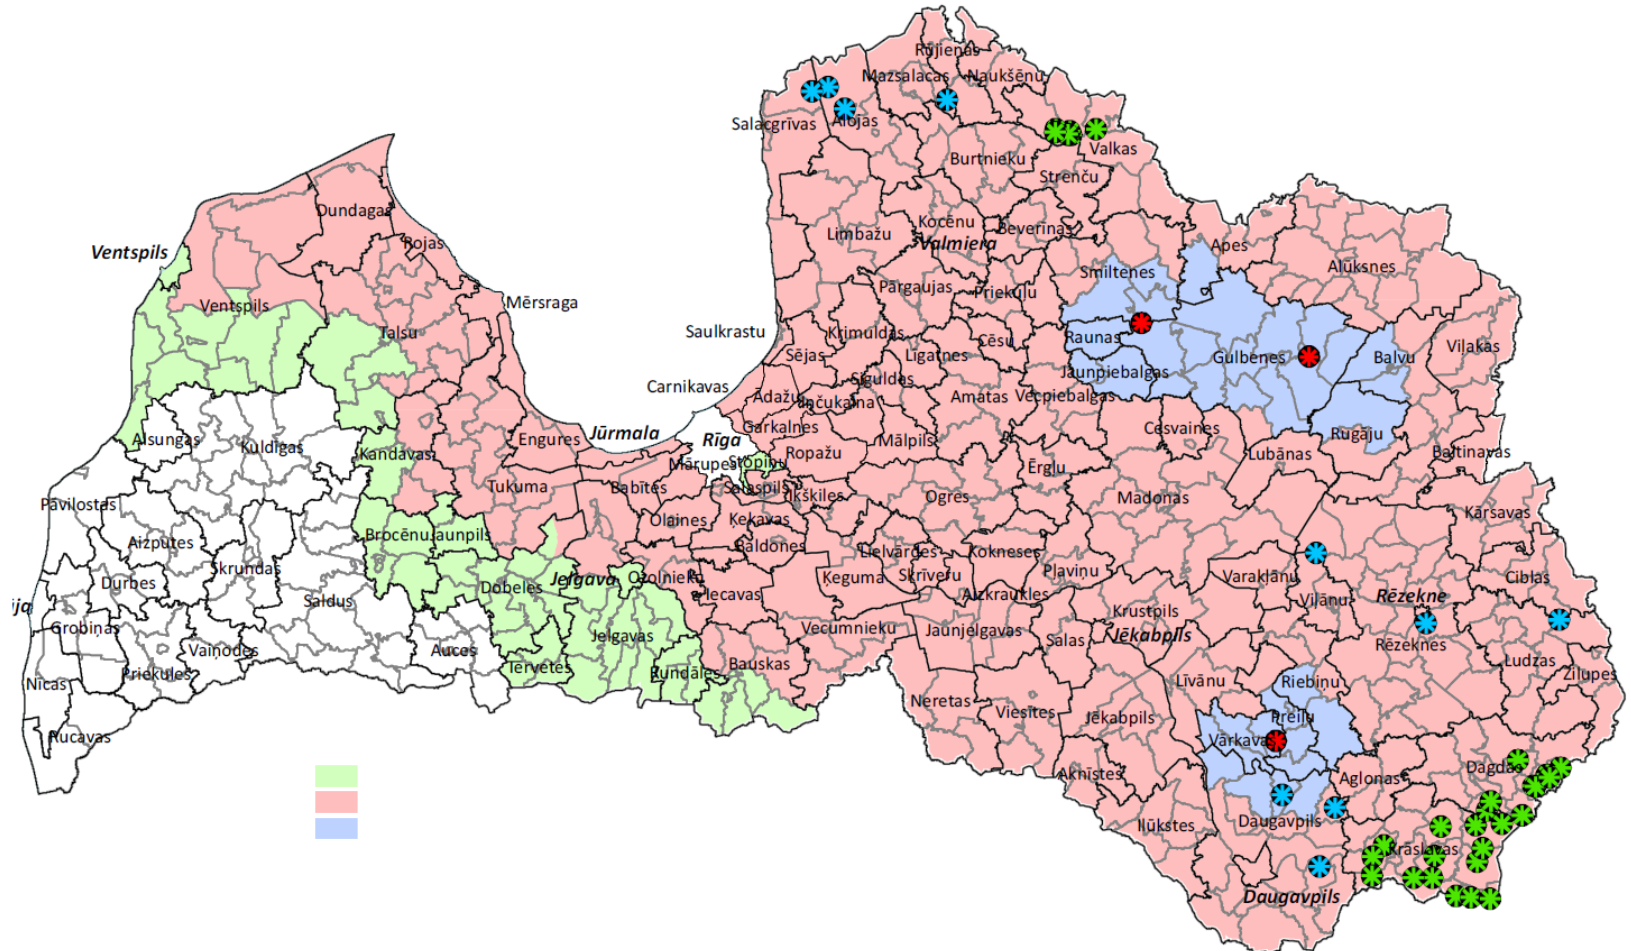 Rūjienas
Mazsalacas
Naukšēnu
Salacgrīvas
Alojas
Valkas
Burtnieku
Strenču
Dundagas
Kocēnu
Beverīnas
Limbažu
Valmiera
Rojas
Apes
Ventspils
Alūksnes
Smiltenes
Pārgaujas
Priekuļu
Mērsraga
Ventspils
Saulkrastu
Talsu
Krimuldas
Cēsu
Raunas
Viļakas
Sējas
Līgatnes
Gulbenes
Balvu
Jaunpiebalgas
Siguldas
Carnikavas
Ādažu
Amatas
Vecpiebalgas
Inčukalna
Garkalnes
Cesvaines
Rugāju
Jūrmala
Rīga
Alsungas
Engures
Mālpils
Kuldīgas
Kandavas
Ropažu
Lubānas
Baltinavas
Mārupes
Stopiņu
Ērgļu
Tukuma
Babītes
Salaspils
Ikšķiles
Ogres
Madonas
Pāvilostas
Kārsavas
Olaines
Ķekavas
Brocēnu
Jaunpils
Aizputes
Baldones
Lielvārdes
Kokneses
Skrundas
Pļaviņu
Durbes
Dobeles
Jelgava
Ozolnieku
Ķeguma
Skrīveru
Varakļānu
Ciblas
Iecavas
Aizkraukles
Viļānu
Rēzekne
Saldus
ija
Krustpils
Grobiņas
Jelgavas
Vecumnieku
Jaunjelgavas
Salas
Jēkabpils
Rēzeknes
Vaiņodes
Auces
Priekules
Tērvetes
Rundāles
Bauskas
Ludzas
Zilupes
Nīcas
Līvānu
Riebiņu
Neretas
Viesītes
Jēkabpils
Preiļu
Rucavas
Vārkavas
Aknīstes
Aglonas
Dagdas
Ilūkstes
Daugavpils
Krāslavas
Daugavpils